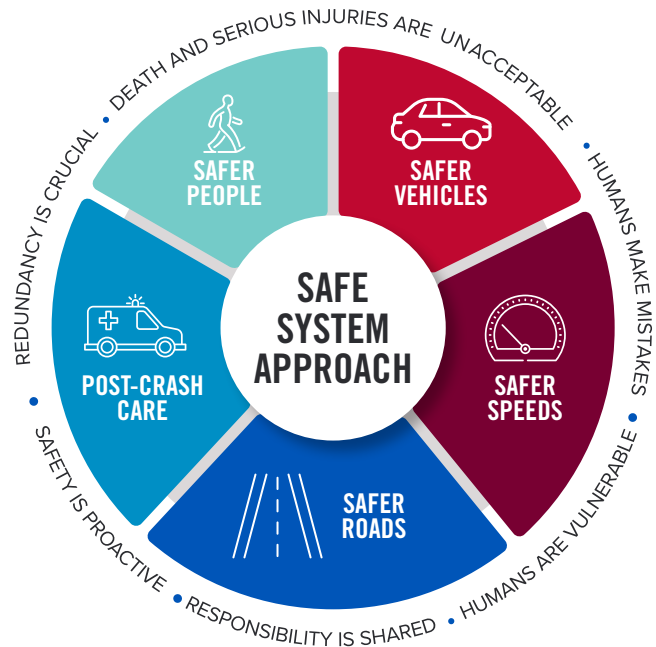 DEATH AND SERIOUS INJURIES ARE UNACCEPTABLE
HUMANS MAKE MISTAKES
HUMANS ARE VULNERABLE
RESPONSIBILITY IS SHARED
SAFETY IS PROACTIVE
REDUNDANCY IS CRUCIAL
SAFER
PEOPLE
SAFER
VEHICLES
SAFER
SPEEDS
SAFER
ROADS
POST-CRASH
CARE
SAFE
SYSTEM
APPROACH